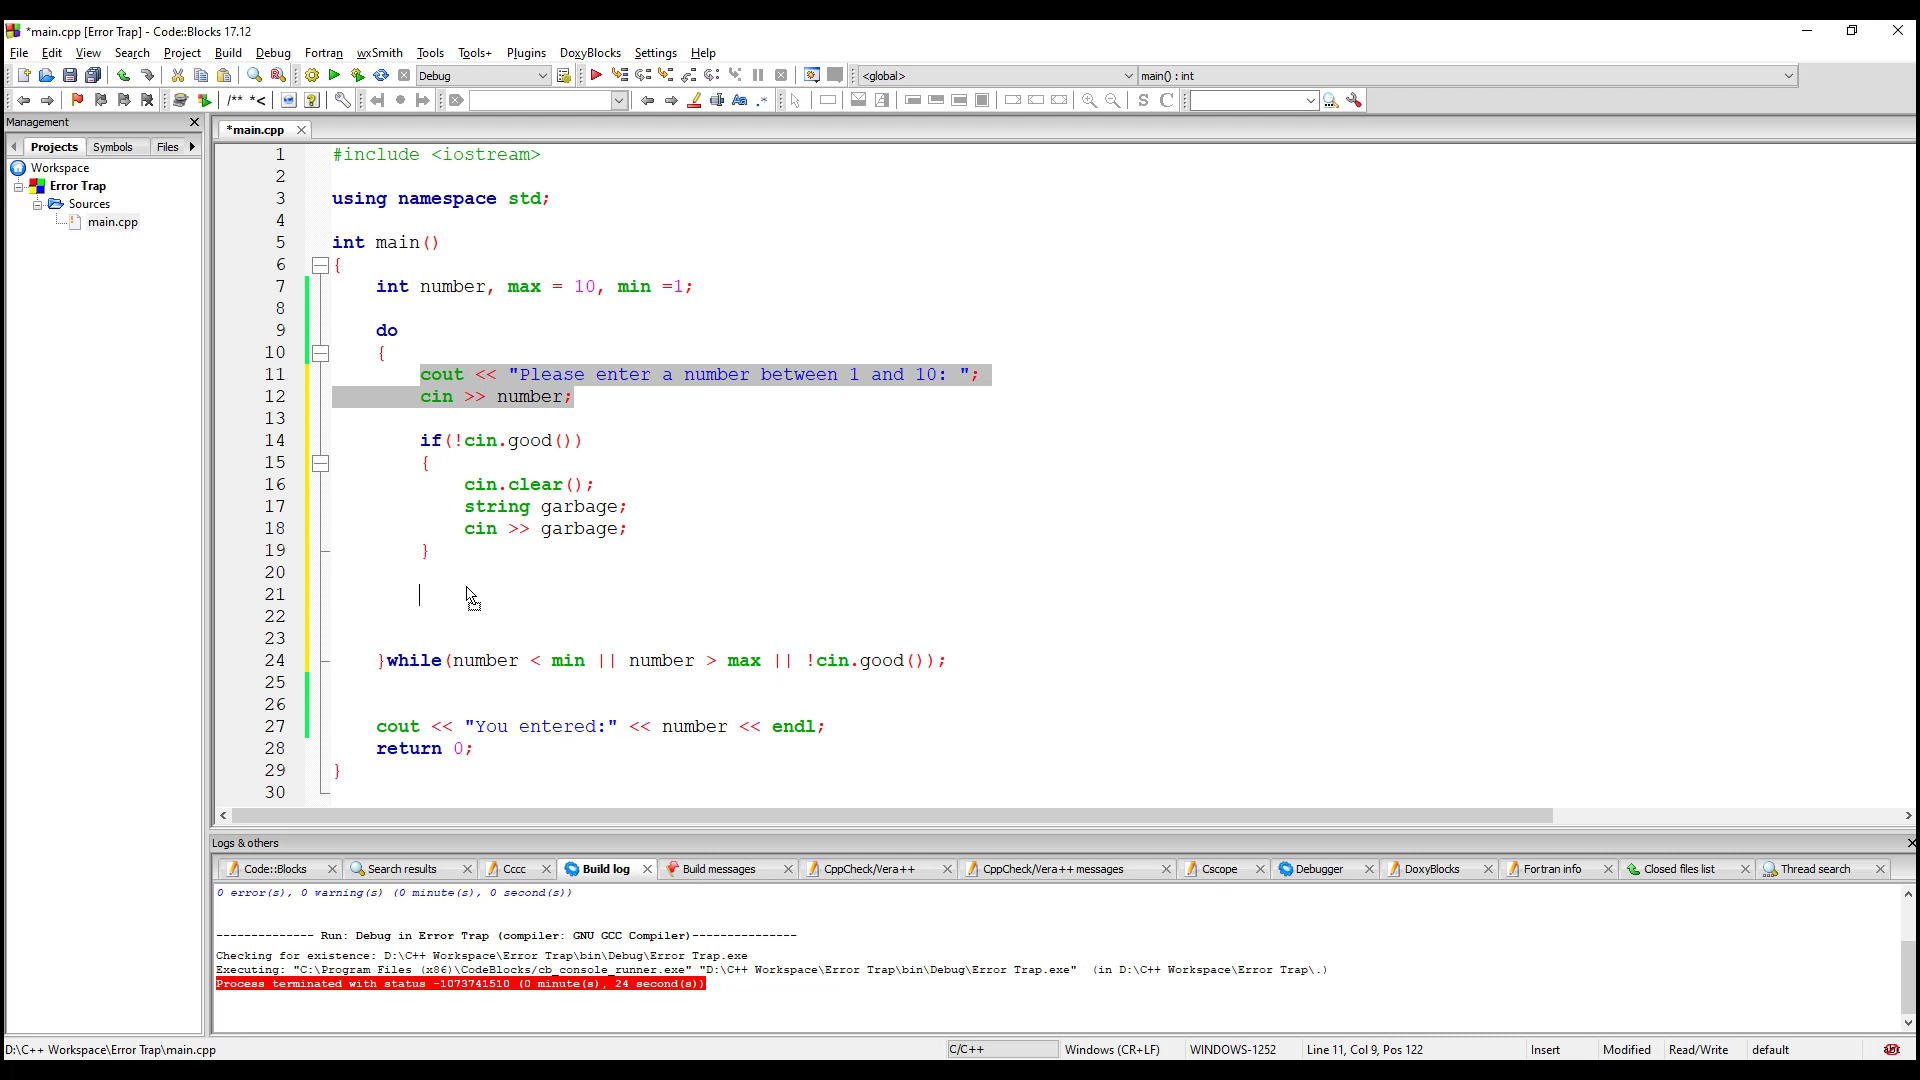 *main.cpp [Error Trap] - Code::Blocks 17.12
File Edit View Search Project Build Debug Fortran wxSmith Tools Tools+ Plugins DoxyBlocks Settings Help
Debug <global> main() : int
/** *< Aa .* S C
Management
Projects Symbols Files
Workspace
Error Trap
Sources
main.cpp
*main.cpp
1 #include <iostream>
2
3 using namespace std;
4
5 int main()
6 {
7 int number, max = 10, min =1;
8
9 do
10 {
11 cout << "Please enter a number between 1 and 10: ";
12 cin >> number;
13
14 if(!cin.good())
15 {
16 cin.clear();
17 string garbage;
18 cin >> garbage;
19 }
20
21
22
23
24 }while(number < min || number > max || !cin.good());
25
26
27 cout << "You entered:" << number << endl;
28 return 0;
29 }
30
Logs & others
Code::Blocks Search results Cccc Build log Build messages CppCheck/Vera++ CppCheck/Vera++ messages Cscope Debugger DoxyBlocks Fortran info Closed files list Thread search
0 error(s), 0 warning(s) (0 minute(s), 0 second(s))
-------------- Run: Debug in Error Trap (compiler: GNU GCC Compiler)---------------
Checking for existence: D:\C++ Workspace\Error Trap\bin\Debug\Error Trap.exe
Executing: "C:\Program Files (x86)\CodeBlocks/cb_console_runner.exe" "D:\C++ Workspace\Error Trap\bin\Debug\Error Trap.exe" (in D:\C++ Workspace\Error Trap\.)
Process terminated with status -1073741510 (0 minute(s), 24 second(s))
D:\C++ Workspace\Error Trap\main.cpp C/C++ Windows (CR+LF) WINDOWS-1252 Line 11, Col 9, Pos 122 Insert Modified Read/Write default